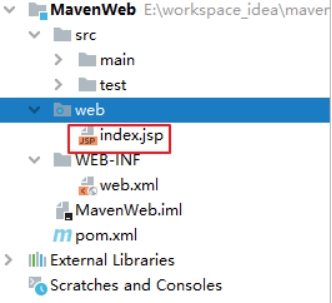 MavenWeb E:\workspace_idea\maven
src
main
test
web
JSP index.jsp
WEB-INF
web.xml
MavenWeb.iml
m pom.xml
External Libraries
Scratches and Consoles